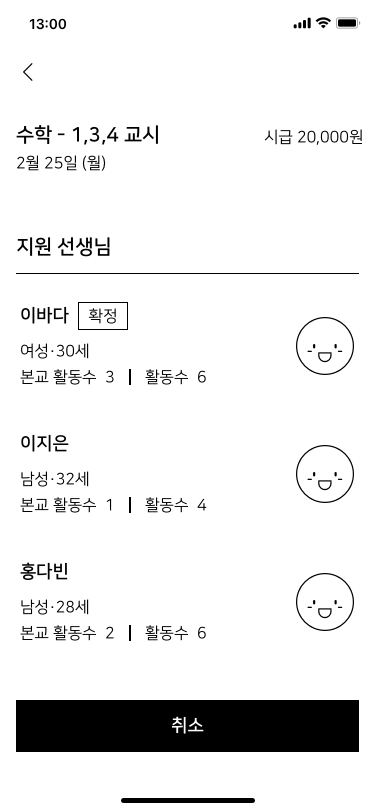 13:00
수학 - 1,3,4 교시
시급 20,000원
2월 25일 (월)
지원 선생님
이바다 확정
여성·30세
본교 활동수 3 | 활동수 6
이지은
남성·32세
본교 활동수 1 | 활동수 4
홍다빈
남성·28세
본교 활동수 2 | 활동수 6
취소